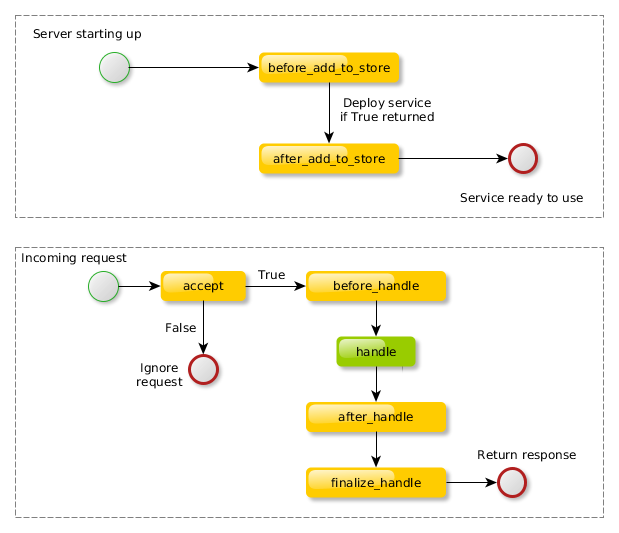 Server starting up
before_add_to_store
Deploy service
if True returned
after_add_to_store
Service ready to use
Incoming request
accept
True
before_handle
False
handle
Ignore
request
after_handle
Return response
finalize_handle